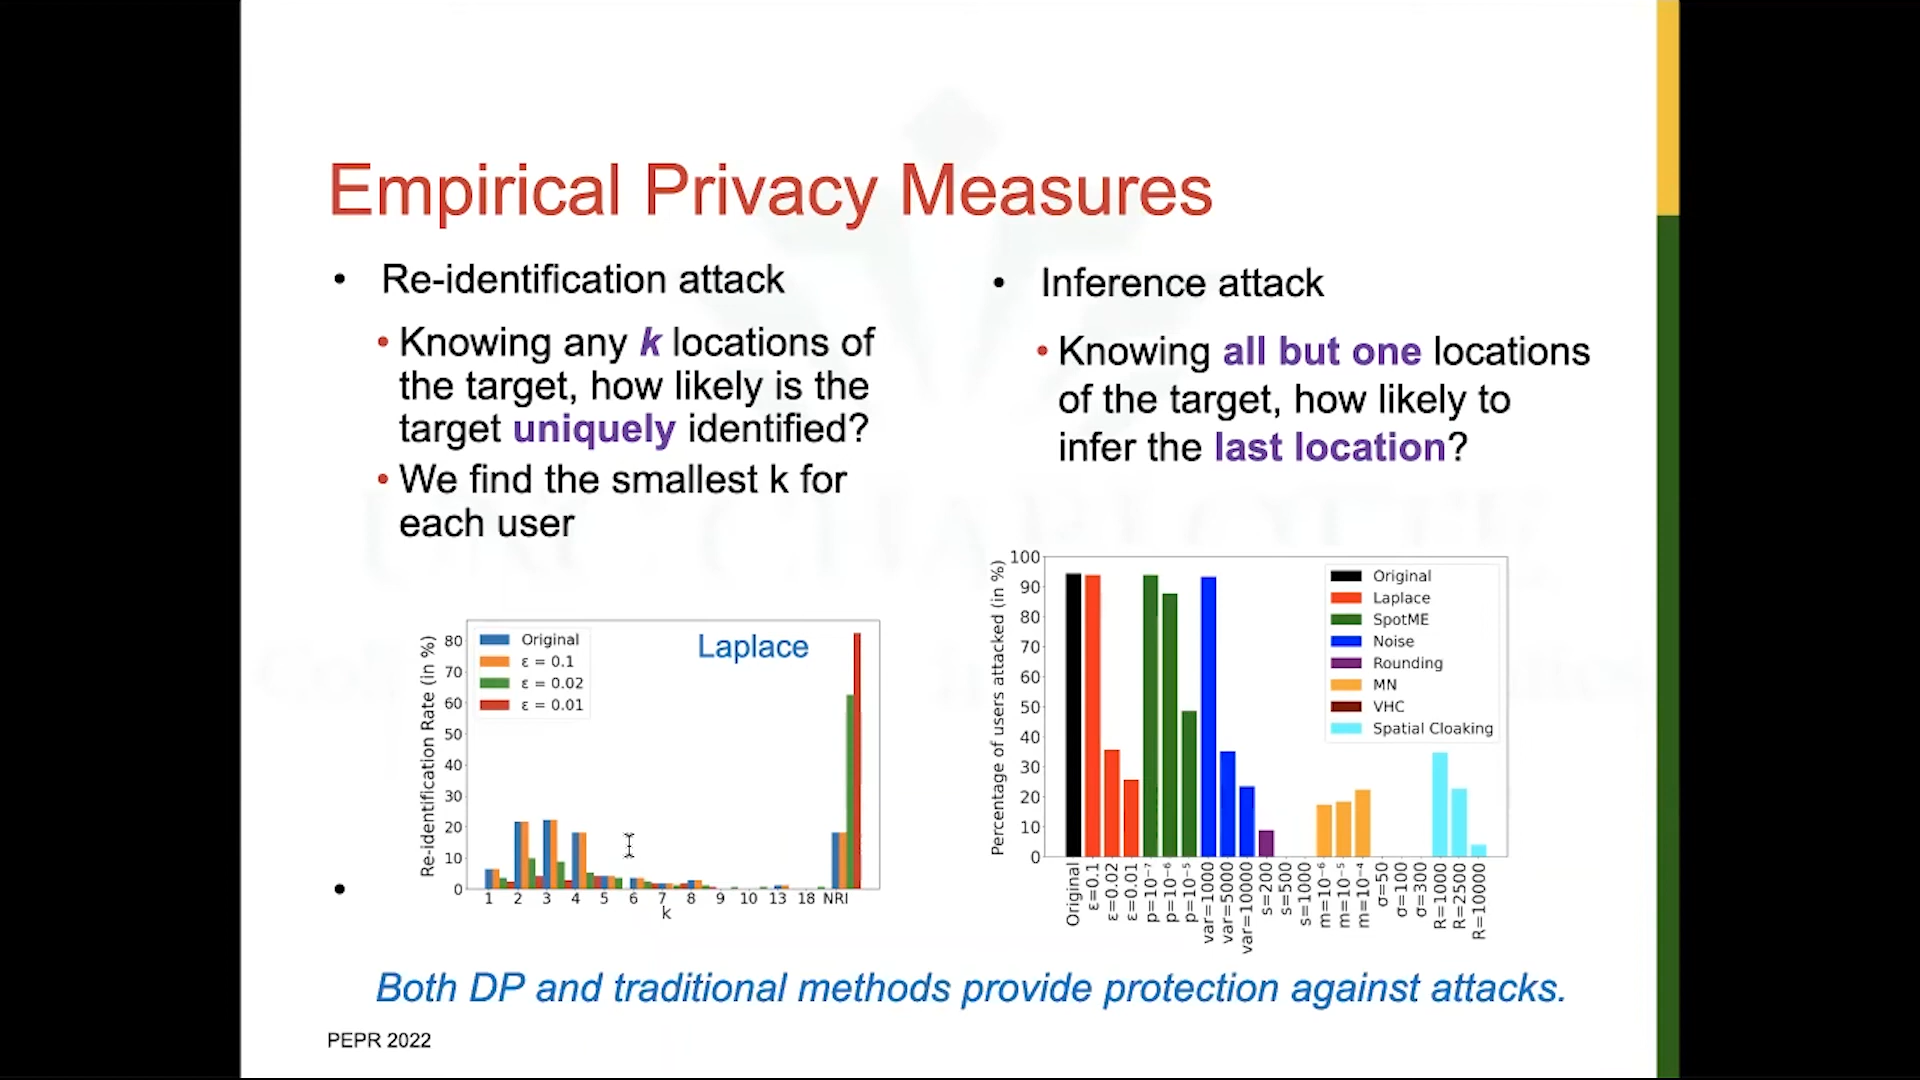 Empirical Privacy Measures
• Re-identification attack
• Knowing any k locations of
the target, how likely is the
target uniquely identified?
• We find the smallest k for
each user
Re-identification Rate (in %)
80
70
60
50
40
30
20
10
0
Original
ε = 0.1
ε = 0.02
ε = 0.01
Laplace
1 2 3 4 5 6 7 8 9 10 13 18 NRI
k
•
• Inference attack
• Knowing all but one locations
of the target, how likely to
infer the last location?
Percentage of users attacked (in %)
100
90
80
70
60
50
40
30
20
10
0
Original
Laplace
SpotME
Noise
Rounding
MN
VHC
Spatial Cloaking
Original
ε=0.1
ε=0.02
ε=0.01
p=10⁻⁷
p=10⁻⁶
p=10⁻⁵
var=1000
var=5000
var=10000
s=200
s=500
s=1000
m=10⁻⁶
m=10⁻⁵
m=10⁻⁴
σ=50
σ=100
σ=300
R=1000
R=2500
R=10000
Both DP and traditional methods provide protection against attacks.
PEPR 2022